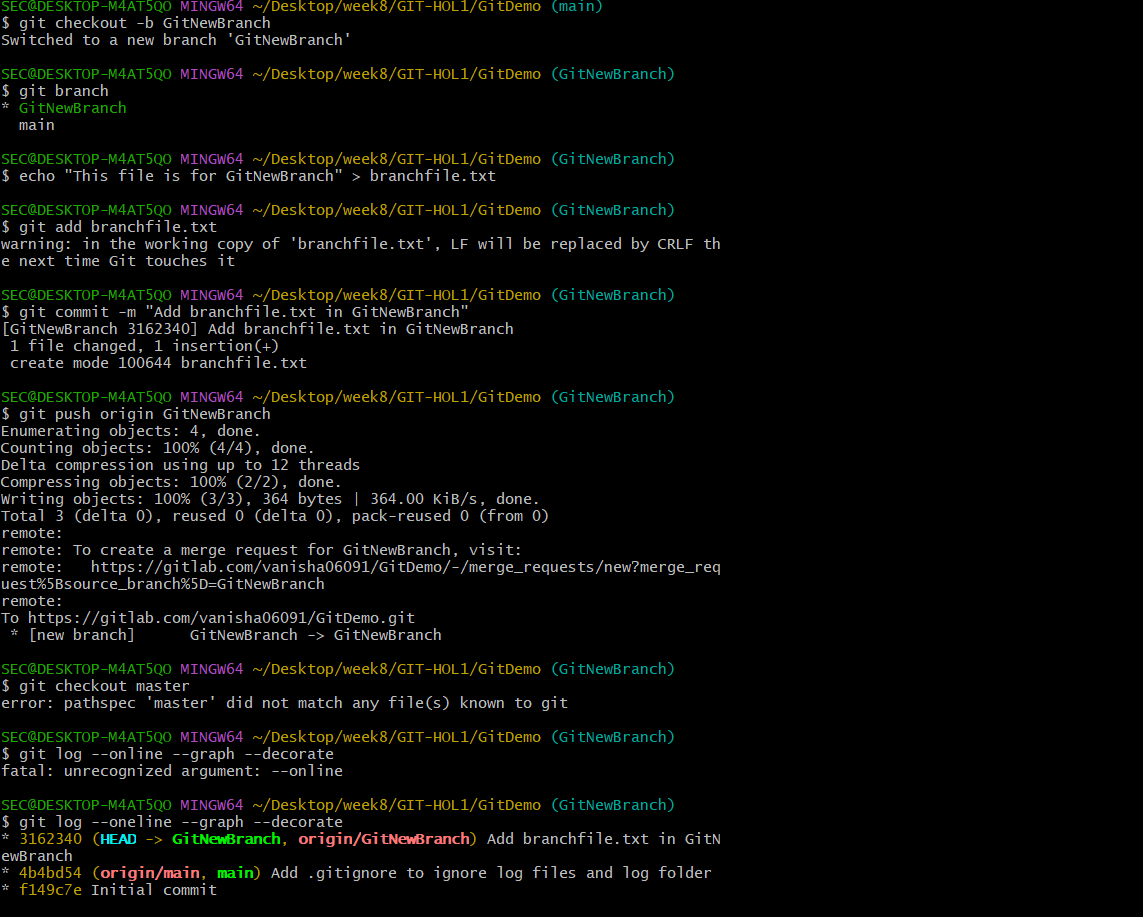 SEC@DESKTOP-M4AT5QO MINGW64 ~/Desktop/week8/GIT-HOL1/GitDemo (main)
$ git checkout -b GitNewBranch
Switched to a new branch 'GitNewBranch'
SEC@DESKTOP-M4AT5QO MINGW64 ~/Desktop/week8/GIT-HOL1/GitDemo (GitNewBranch)
$ git branch
* GitNewBranch
  main
SEC@DESKTOP-M4AT5QO MINGW64 ~/Desktop/week8/GIT-HOL1/GitDemo (GitNewBranch)
$ echo "This file is for GitNewBranch" > branchfile.txt
SEC@DESKTOP-M4AT5QO MINGW64 ~/Desktop/week8/GIT-HOL1/GitDemo (GitNewBranch)
$ git add branchfile.txt
warning: in the working copy of 'branchfile.txt', LF will be replaced by CRLF th
e next time Git touches it
SEC@DESKTOP-M4AT5QO MINGW64 ~/Desktop/week8/GIT-HOL1/GitDemo (GitNewBranch)
$ git commit -m "Add branchfile.txt in GitNewBranch"
[GitNewBranch 3162340] Add branchfile.txt in GitNewBranch
 1 file changed, 1 insertion(+)
 create mode 100644 branchfile.txt
SEC@DESKTOP-M4AT5QO MINGW64 ~/Desktop/week8/GIT-HOL1/GitDemo (GitNewBranch)
$ git push origin GitNewBranch
Enumerating objects: 4, done.
Counting objects: 100% (4/4), done.
Delta compression using up to 12 threads
Compressing objects: 100% (2/2), done.
Writing objects: 100% (3/3), 364 bytes | 364.00 KiB/s, done.
Total 3 (delta 0), reused 0 (delta 0), pack-reused 0 (from 0)
remote:
remote: To create a merge request for GitNewBranch, visit:
remote:   https://gitlab.com/vanisha06091/GitDemo/-/merge_requests/new?merge_req
uest%5Bsource_branch%5D=GitNewBranch
remote:
To https://gitlab.com/vanisha06091/GitDemo.git
 * [new branch]      GitNewBranch -> GitNewBranch
SEC@DESKTOP-M4AT5QO MINGW64 ~/Desktop/week8/GIT-HOL1/GitDemo (GitNewBranch)
$ git checkout master
error: pathspec 'master' did not match any file(s) known to git
SEC@DESKTOP-M4AT5QO MINGW64 ~/Desktop/week8/GIT-HOL1/GitDemo (GitNewBranch)
$ git log --online --graph --decorate
fatal: unrecognized argument: --online
SEC@DESKTOP-M4AT5QO MINGW64 ~/Desktop/week8/GIT-HOL1/GitDemo (GitNewBranch)
$ git log --oneline --graph --decorate
* 3162340 (HEAD -> GitNewBranch, origin/GitNewBranch) Add branchfile.txt in GitN
ewBranch
* 4b4bd54 (origin/main, main) Add .gitignore to ignore log files and log folder
* f149c7e Initial commit